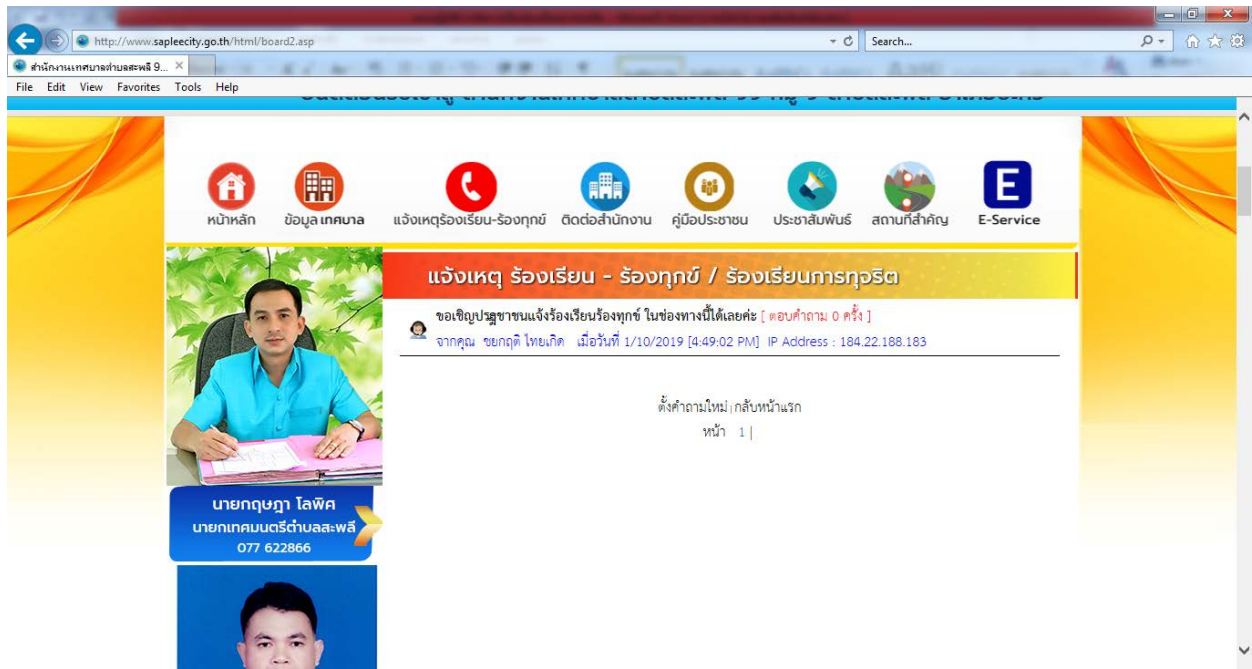 http://www.sapleecity.go.th/html/board2.asp
Search...
สำนักงานเทศบาลตำบลสะพลี 9...
File Edit View Favorites Tools Help
หน้าหลัก ข้อมูล เทศบาล แจ้งเหตุร้องเรียน-ร้องทุกข์ ติดต่อสำนักงาน คู่มือประชาชน ประชาสัมพันธ์ สถานที่สำคัญ E-Service
แจ้งเหตุ ร้องเรียน - ร้องทุกข์ / ร้องเรียนการทุจริต
แจ้งร้องเรียนร้องทุกข์ ในช่องทางนี้ได้เลยค่ะ [ ตอบคำถาม 0 ครั้ง ]
จากคุณ ชยกฤติ ไทยเกิด เมื่อวันที่ 1/10/2019 [4:49:02 PM] IP Address : 184.22.188.183
ตั้งคำถามใหม่ | กลับหน้าแรก
หน้า 1 |
นายกฤษฎา โลพิศ
นายกเทศมนตรีตำบลสะพลี
077 622866